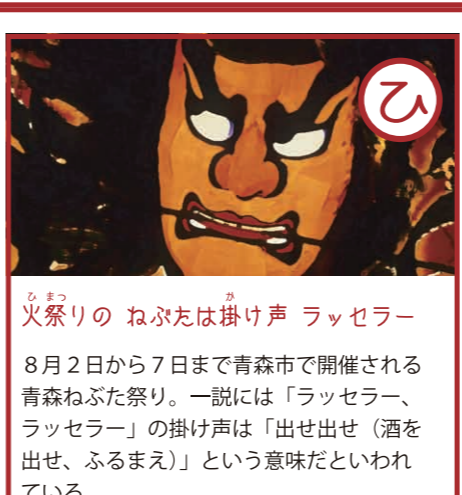 ひ
火祭りの ねぶたは掛け声 ラッセラー
8月2日から7日まで青森市で開催される
青森ねぶた祭り。一説には「ラッセラー、
ラッセラー」の掛け声は「出せ出せ（酒を
出せ、ふるまえ）」という意味だといわれ
ている